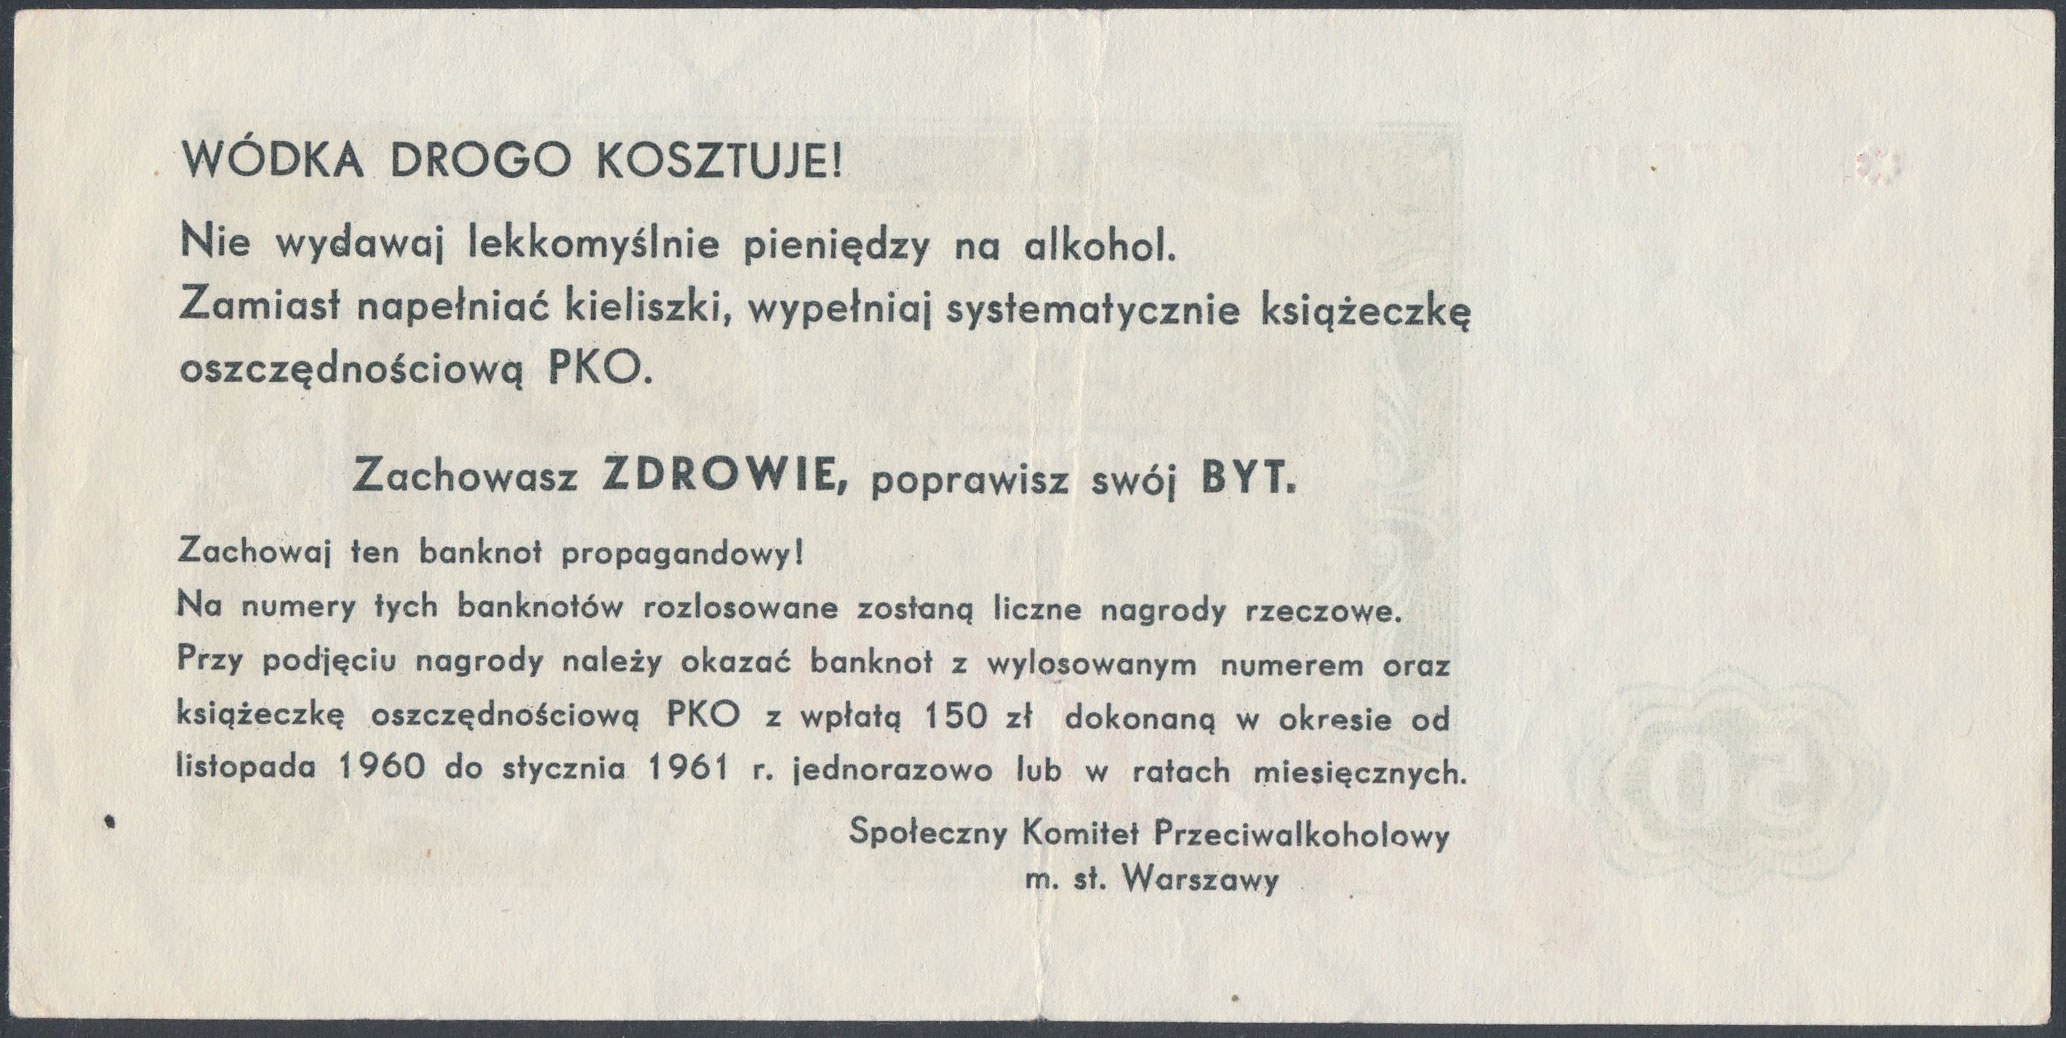 WÓDKA DROGO KOSZTUJE!
Nie wydawaj lekkomyślnie pieniędzy na alkohol.
Zamiast napełniać kieliszki, wypełniaj systematycznie książeczkę
oszczędnościową PKO.
Zachowasz ZDROWIE, poprawisz swój BYT.
Zachowaj ten banknot propagandowy!
Na numery tych banknotów rozlosowane zostaną liczne nagrody rzeczowe.
Przy podjęciu nagrody należy okazać banknot z wylosowanym numerem oraz
książeczkę oszczędnościową PKO z wpłatą 150 zł dokonaną w okresie od
listopada 1960 do stycznia 1961 r. jednorazowo lub w ratach miesięcznych.
Społeczny Komitet Przeciwalkoholowy
m. st. Warszawy
50